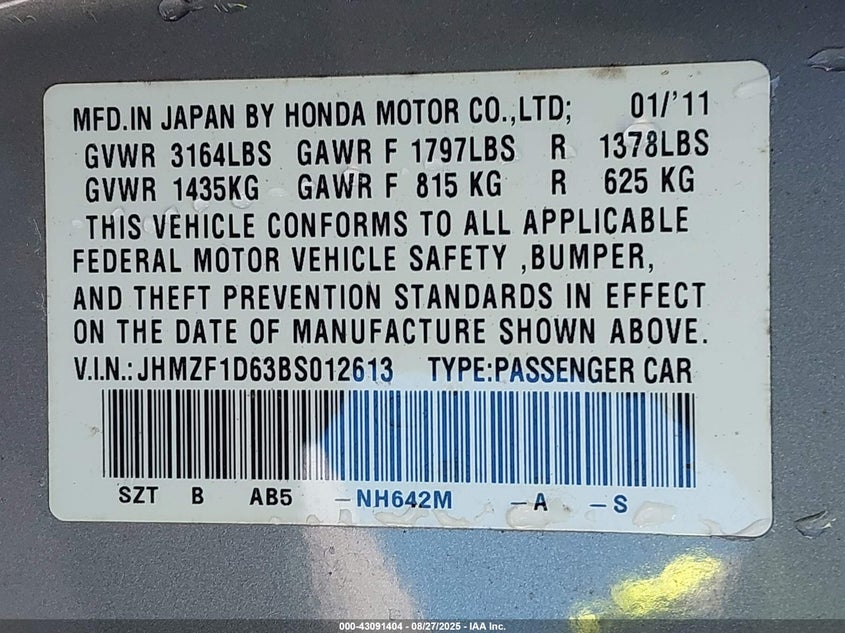 MFD.IN JAPAN BY HONDA MOTOR CO.,LTD; 01/'11
GVWR 3164LBS GAWR F 1797LBS R 1378LBS
GVWR 1435KG GAWR F 815 KG R 625 KG
THIS VEHICLE CONFORMS TO ALL APPLICABLE
FEDERAL MOTOR VEHICLE SAFETY ,BUMPER,
AND THEFT PREVENTION STANDARDS IN EFFECT
ON THE DATE OF MANUFACTURE SHOWN ABOVE.
V.I.N.:JHMZF1D63BS012613 TYPE:PASSENGER CAR
SZT B AB5 -NH642M -A -S
000-43091404 - 08/27/2025 - IAA Inc.